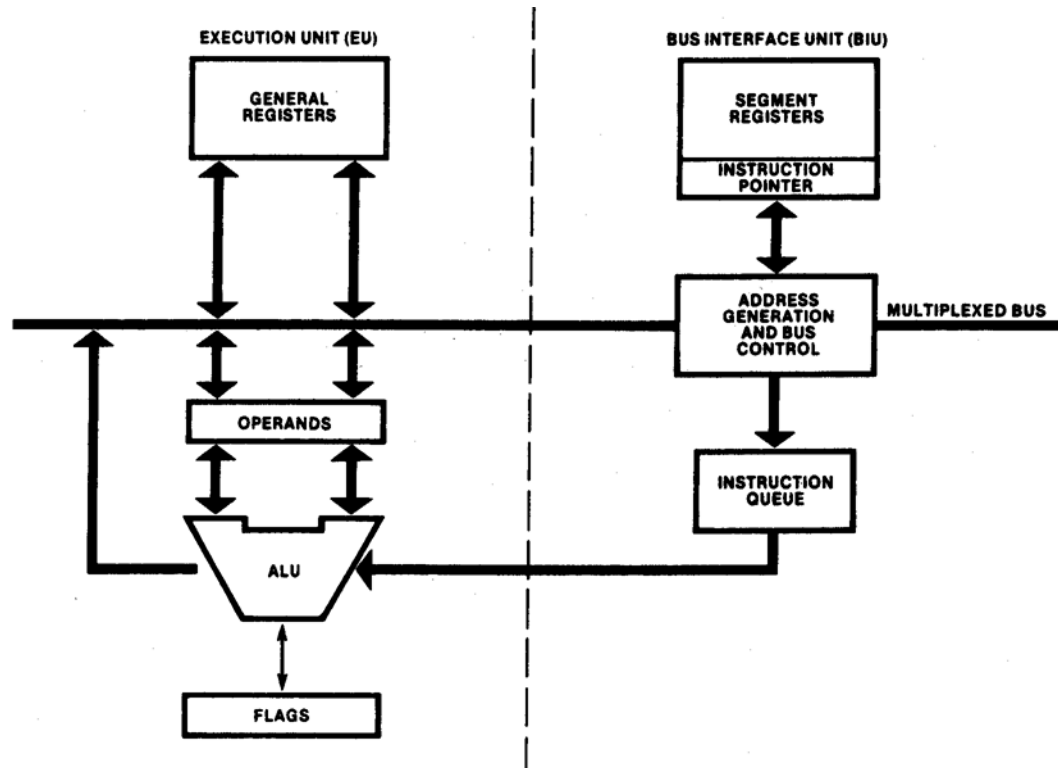 EXECUTION UNIT (EU)
BUS INTERFACE UNIT (BIU)
GENERAL
REGISTERS
SEGMENT
REGISTERS
INSTRUCTION
POINTER
ADDRESS
GENERATION
AND BUS
CONTROL
MULTIPLEXED BUS
OPERANDS
INSTRUCTION
QUEUE
ALU
FLAGS